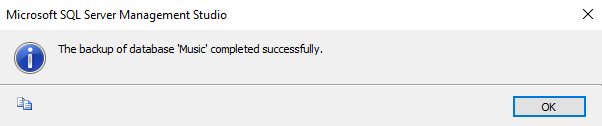 Microsoft SQL Server Management Studio
The backup of database 'Music' completed successfully.
OK